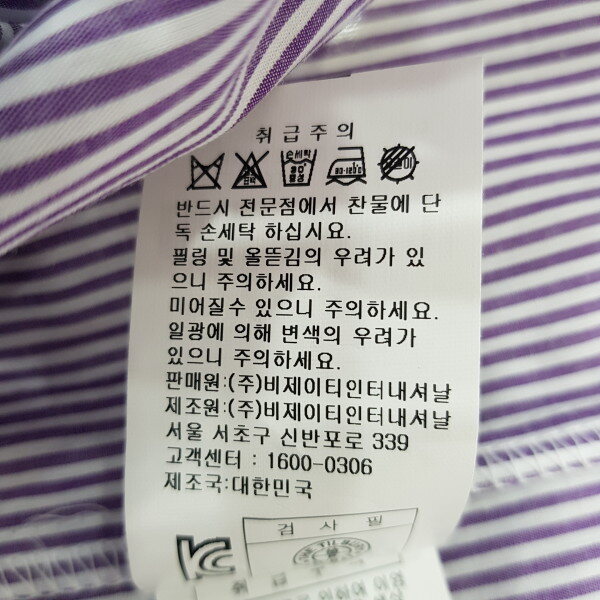 취급주의
손세탁
80-120℃
반드시 전문점에서 찬물에 단
독 손세탁 하십시요.
필링 및 올뜯김의 우려가 있
으니 주의하세요.
미어질수 있으니 주의하세요.
일광에 의해 변색의 우려가
있으니 주의하세요.
판매원:(주)비제이티인터내셔날
제조원:(주)비제이티인터내셔날
서울 서초구 신반포로 339
고객센터 : 1600-0306
제조국:대한민국
검 사 필